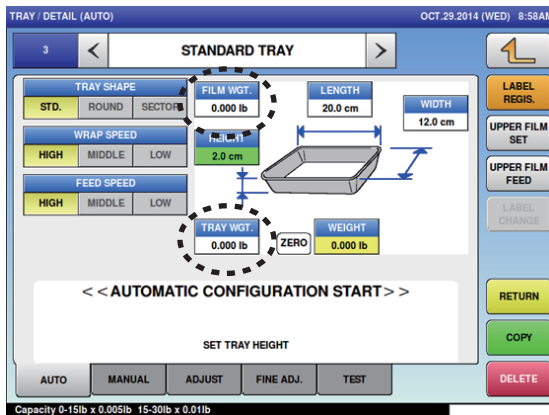 TRAY / DETAIL (AUTO) OCT.29.2014 (WED) 8:58AM
3 < STANDARD TRAY >
TRAY SHAPE
STD. ROUND SECTOR
WRAP SPEED
HIGH MIDDLE LOW
FEED SPEED
HIGH MIDDLE LOW
FILM WGT.
0.000 lb
LENGTH
20.0 cm
WIDTH
12.0 cm
HEIGHT
2.0 cm
TRAY WGT.
0.000 lb
ZERO
WEIGHT
0.000 lb
<<AUTOMATIC CONFIGURATION START>>
SET TRAY HEIGHT
AUTO MANUAL ADJUST FINE ADJ. TEST
LABEL
REGIS.
UPPER FILM
SET
UPPER FILM
FEED
LABEL
CHANGE
RETURN
COPY
DELETE
Capacity 0-15lb x 0.005lb 15-30lb x 0.01lb